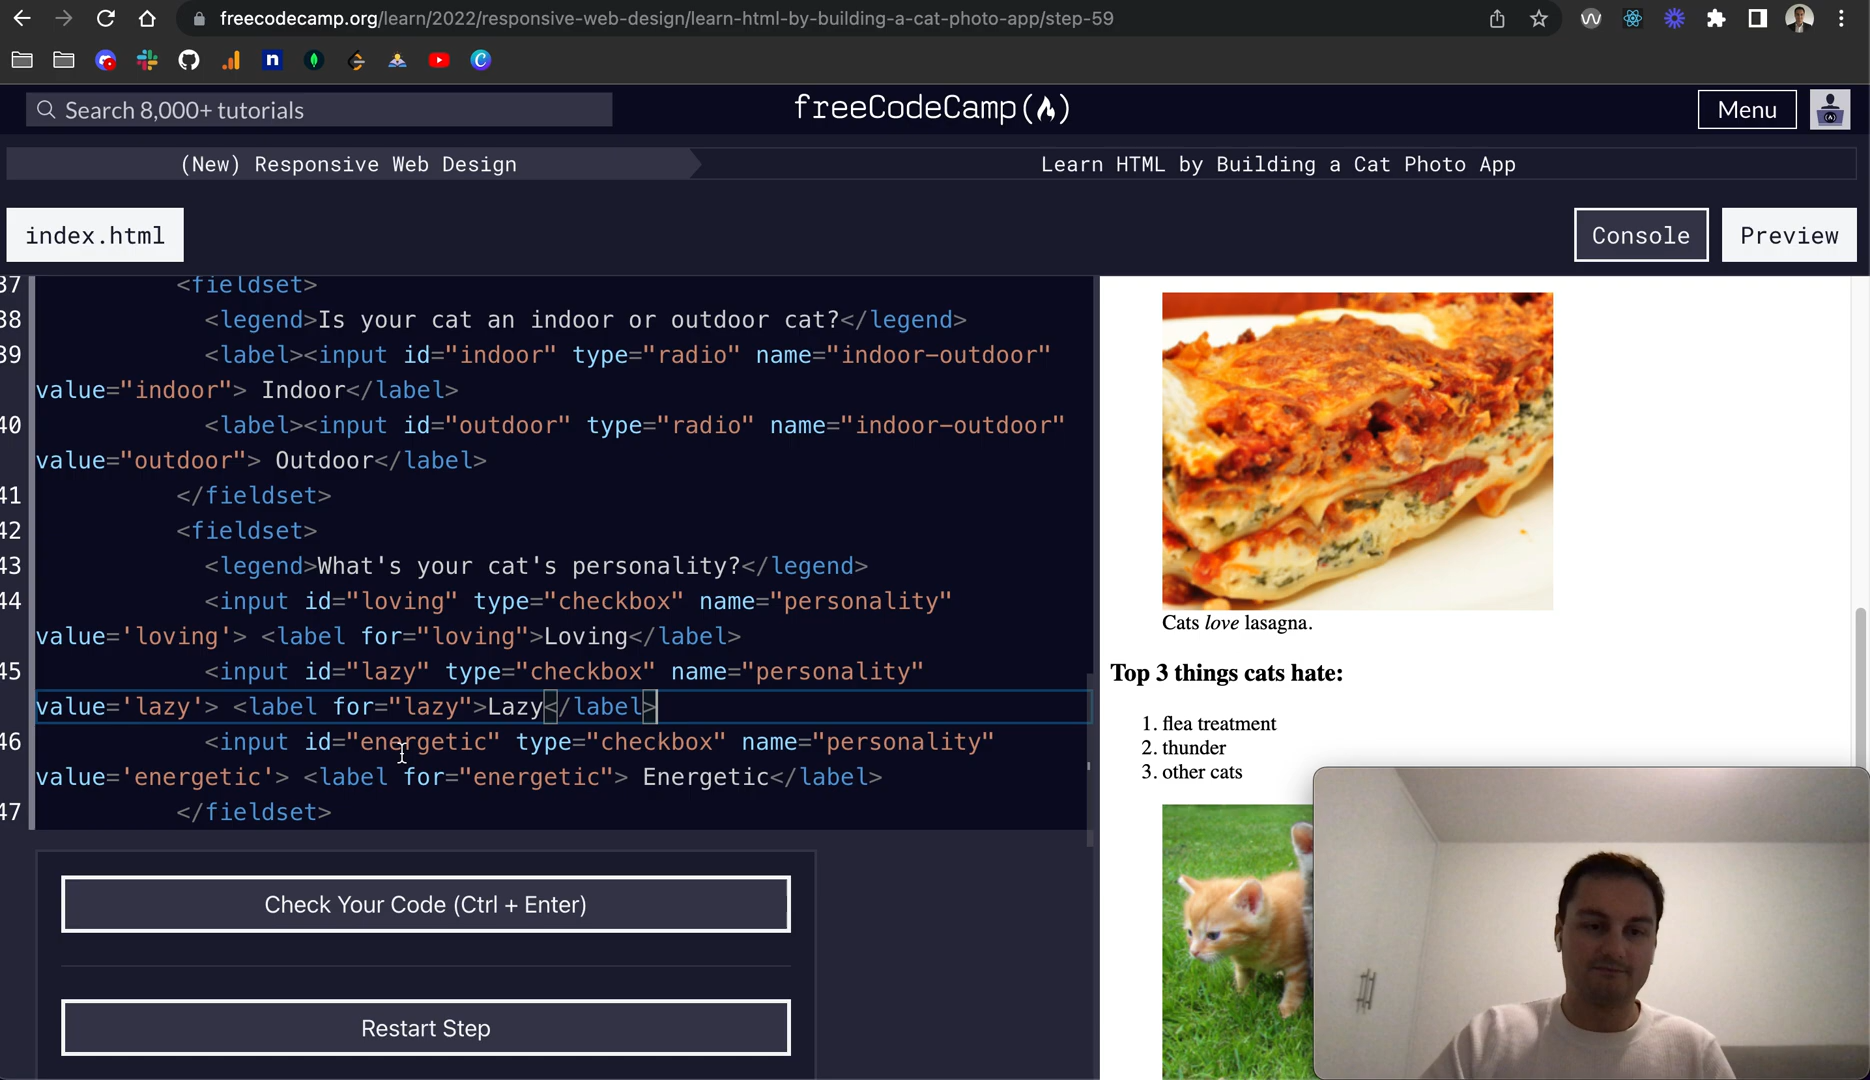 freecodecamp.org/learn/2022/responsive-web-design/learn-html-by-building-a-cat-photo-app/step-59
Search 8,000+ tutorials
freeCodeCamp
Menu
(New) Responsive Web Design
Learn HTML by Building a Cat Photo App
index.html
Console
Preview
37 <fieldset>
38 <legend>Is your cat an indoor or outdoor cat?</legend>
39 <label><input id="indoor" type="radio" name="indoor-outdoor"
value="indoor"> Indoor</label>
40 <label><input id="outdoor" type="radio" name="indoor-outdoor"
value="outdoor"> Outdoor</label>
41 </fieldset>
42 <fieldset>
43 <legend>What's your cat's personality?</legend>
44 <input id="loving" type="checkbox" name="personality"
value='loving'> <label for="loving">Loving</label>
45 <input id="lazy" type="checkbox" name="personality"
value='lazy'> <label for="lazy">Lazy</label>
46 <input id="energetic" type="checkbox" name="personality"
value='energetic'> <label for="energetic"> Energetic</label>
47 </fieldset>
Check Your Code (Ctrl + Enter)
Restart Step
Cats love lasagna.
Top 3 things cats hate:
1. flea treatment
2. thunder
3. other cats